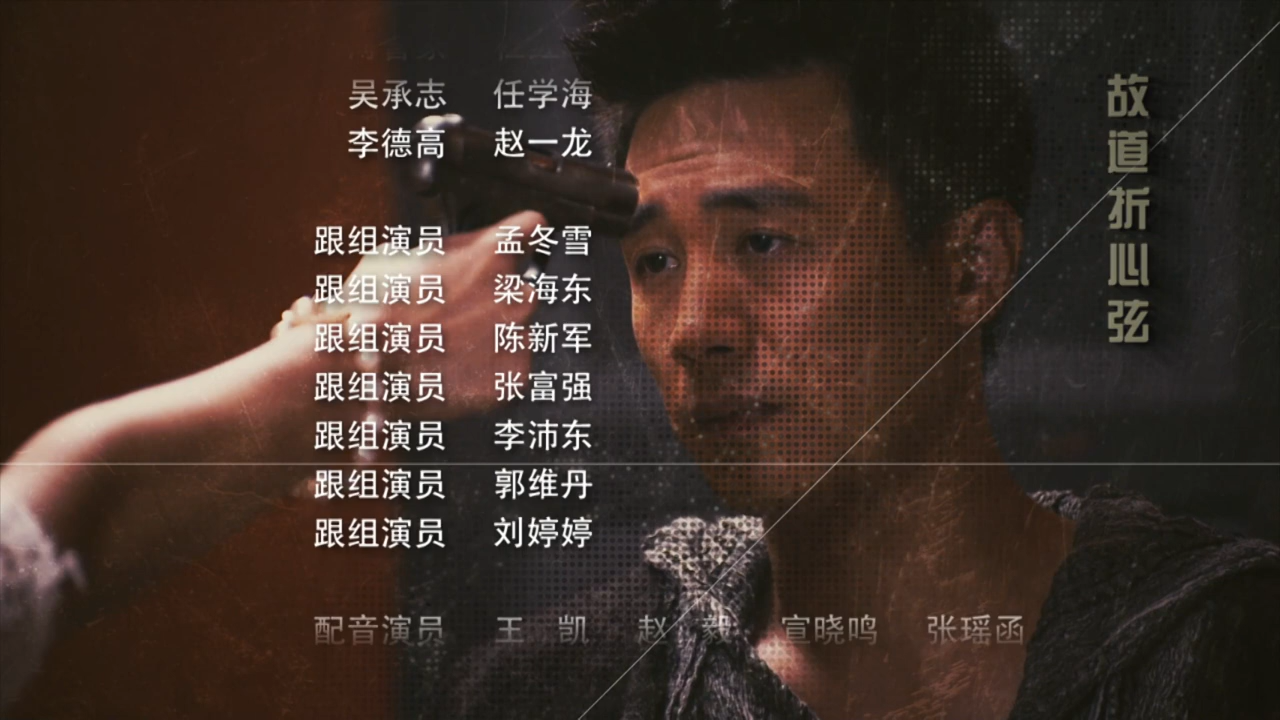 吴承志 任学海
李德高 赵一龙
跟组演员 孟冬雪
跟组演员 梁海东
跟组演员 陈新军
跟组演员 张富强
跟组演员 李沛东
跟组演员 郭维丹
跟组演员 刘婷婷
配音演员 王凯 赵毅 宣晓鸣 张瑶函
故道折心弦